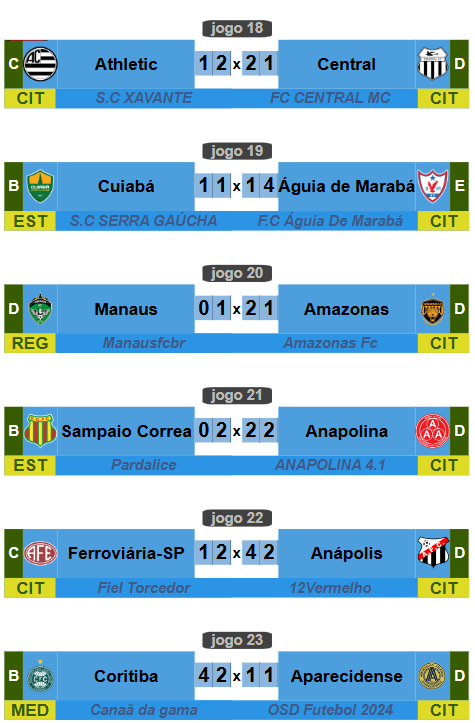 jogo 18
C Athletic 1 2 x 2 1 Central D
CIT S.C XAVANTE FC CENTRAL MC CIT
jogo 19
B Cuiabá 1 1 x 1 4 Águia de Marabá E
EST S.C SERRA GAÚCHA F.C Águia De Marabá CIT
jogo 20
D Manaus 0 1 x 2 1 Amazonas D
REG Manausfcbr Amazonas Fc CIT
jogo 21
B Sampaio Correa 0 2 x 2 2 Anapolina D
EST Pardalice ANAPOLINA 4.1 CIT
jogo 22
C AFE Ferroviária-SP 1 2 x 4 2 Anápolis D
CIT Fiel Torcedor 12Vermelho CIT
jogo 23
B Coritiba 4 2 x 1 1 Aparecidense D
MED Canaã da gama OSD Futebol 2024 CIT